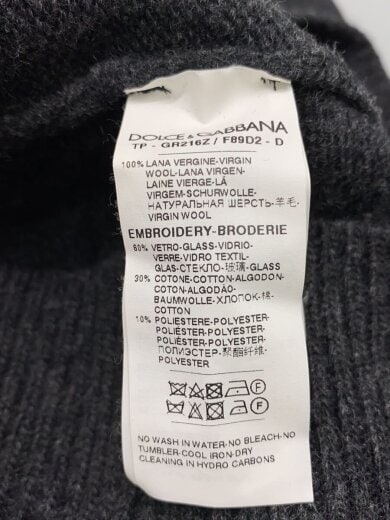 DOLCE & GABBANA
TP - GR216Z / F89D2 - D
100% LANA VERGINE-VIRGIN
WOOL-LANA VIRGEN-
LAINE VIERGE-LÃ
VIRGEM-SCHURWOLLE-
НАТУРАЛЬНАЯ ШЕРСТЬ-羊毛-
VIRGIN WOOL
EMBROIDERY-BRODERIE
60% VETRO-GLASS-VIDRIO-
VERRE-VIDRO TEXTIL-
GLAS-СТЕКЛО-玻璃-GLASS
30% COTONE-COTTON-ALGODON-
COTON-ALGODÃO-
BAUMWOLLE-ХЛОПОК-棉-
COTTON
10% POLIESTERE-POLYESTER-
POLIÉSTER-POLYESTER-
POLIÉSTER-POLYESTER-
ПОЛИЭСТЕР-聚酯纤维-
POLYESTER
F
F
NO WASH IN WATER-NO BLEACH-NO
TUMBLER-COOL IRON-DRY
CLEANING IN HYDRO CARBONS